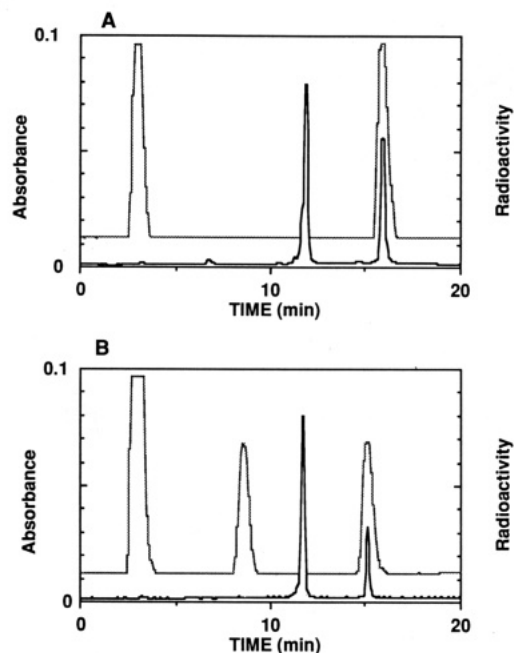 A
0.1
Absorbance
Radioactivity
0
0
10
20
TIME (min)
B
0.1
Absorbance
Radioactivity
0
0
10
20
TIME (min)